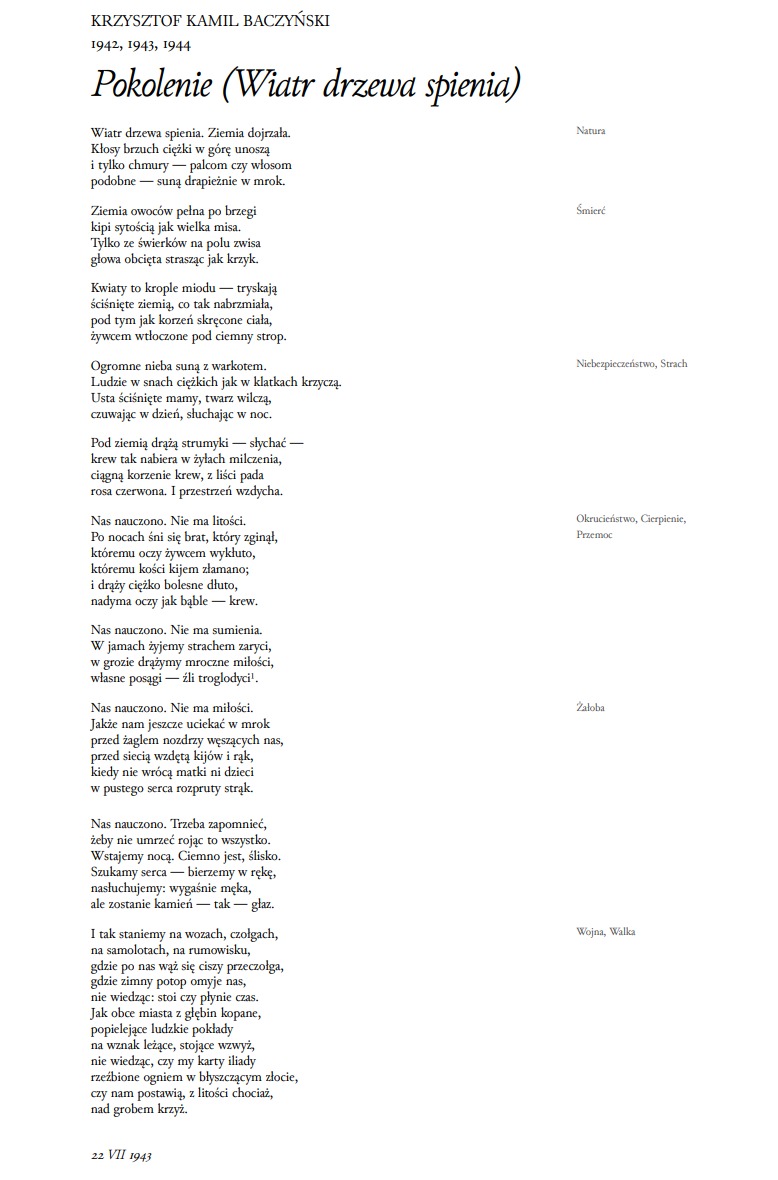 KRZYSZTOF KAMIL BACZYŃSKI
1942, 1943, 1944
Pokolenie (Wiatr drzewa spienia)
Wiatr drzewa spienia. Ziemia dojrzała.
Kłosy brzuch ciężki w górę unoszą
i tylko chmury — palcom czy włosom
podobne — suną drapieżnie w mrok.
Natura
Ziemia owoców pełna po brzegi
kipi sytością jak wielka misa.
Tylko ze świerków na polu zwisa
głowa obcięta strasząc jak krzyk.
Śmierć
Kwiaty to krople miodu — tryskają
ściśnięte ziemią, co tak nabrzmiała,
pod tym jak korzeń skręcone ciała,
żywcem wtłoczone pod ciemny strop.
Ogromne nieba suną z warkotem.
Ludzie w snach ciężkich jak w klatkach krzyczą.
Usta ściśnięte mamy, twarz wilczą,
czuwając w dzień, słuchając w noc.
Niebezpieczeństwo, Strach
Pod ziemią drążą strumyki — słychać —
krew tak nabiera w żyłach milczenia,
ciągną korzenie krew, z liści pada
rosa czerwona. I przestrzeń wzdycha.
Nas nauczono. Nie ma litości.
Po nocach śni się brat, który zginął,
któremu oczy żywcem wykłuto,
któremu kości kijem złamano;
i drąży ciężko bolesne dłuto,
nadyma oczy jak bąble — krew.
Okrucieństwo, Cierpienie,
Przemoc
Nas nauczono. Nie ma sumienia.
W jamach żyjemy strachem zaryci,
w grozie drążymy mroczne miłości,
własne posągi — źli troglodyci¹.
Nas nauczono. Nie ma miłości.
Jakże nam jeszcze uciekać w mrok
przed żaglem nozdrzy węszących nas,
przed siecią wzdętą kijów i rąk,
kiedy nie wrócą matki ni dzieci
w pustego serca rozpruty strąk.
Żałoba
Nas nauczono. Trzeba zapomnieć,
żeby nie umrzeć rojąc to wszystko.
Wstajemy nocą. Ciemno jest, ślisko.
Szukamy serca — bierzemy w rękę,
nasłuchujemy: wygaśnie męka,
ale zostanie kamień — tak — głaz.
I tak staniemy na wozach, czołgach,
na samolotach, na rumowisku,
gdzie po nas wąż się ciszy przeczołga,
gdzie zimny potop omyje nas,
nie wiedząc: stoi czy płynie czas.
Jak obce miasta z głębin kopane,
popielejące ludzkie pokłady
na wznak leżące, stojące wzwyż,
nie wiedząc, czy my karty iliady
rzeźbione ogniem w błyszczącym złocie,
czy nam postawią, z litości chociaż,
nad grobem krzyż.
Wojna, Walka
22 VII 1943